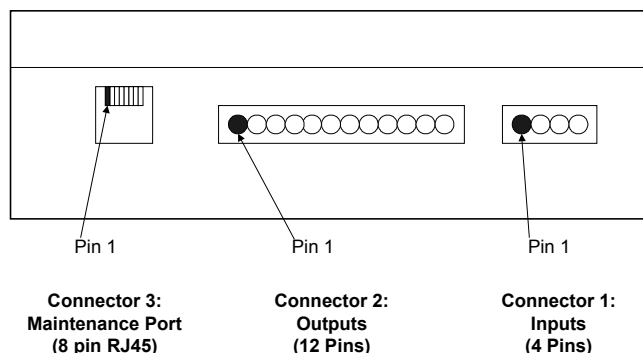 Pin 1
Pin 1
Pin 1
Connector 3:
Maintenance Port
(8 pin RJ45)
Connector 2:
Outputs
(12 Pins)
Connector 1:
Inputs
(4 Pins)